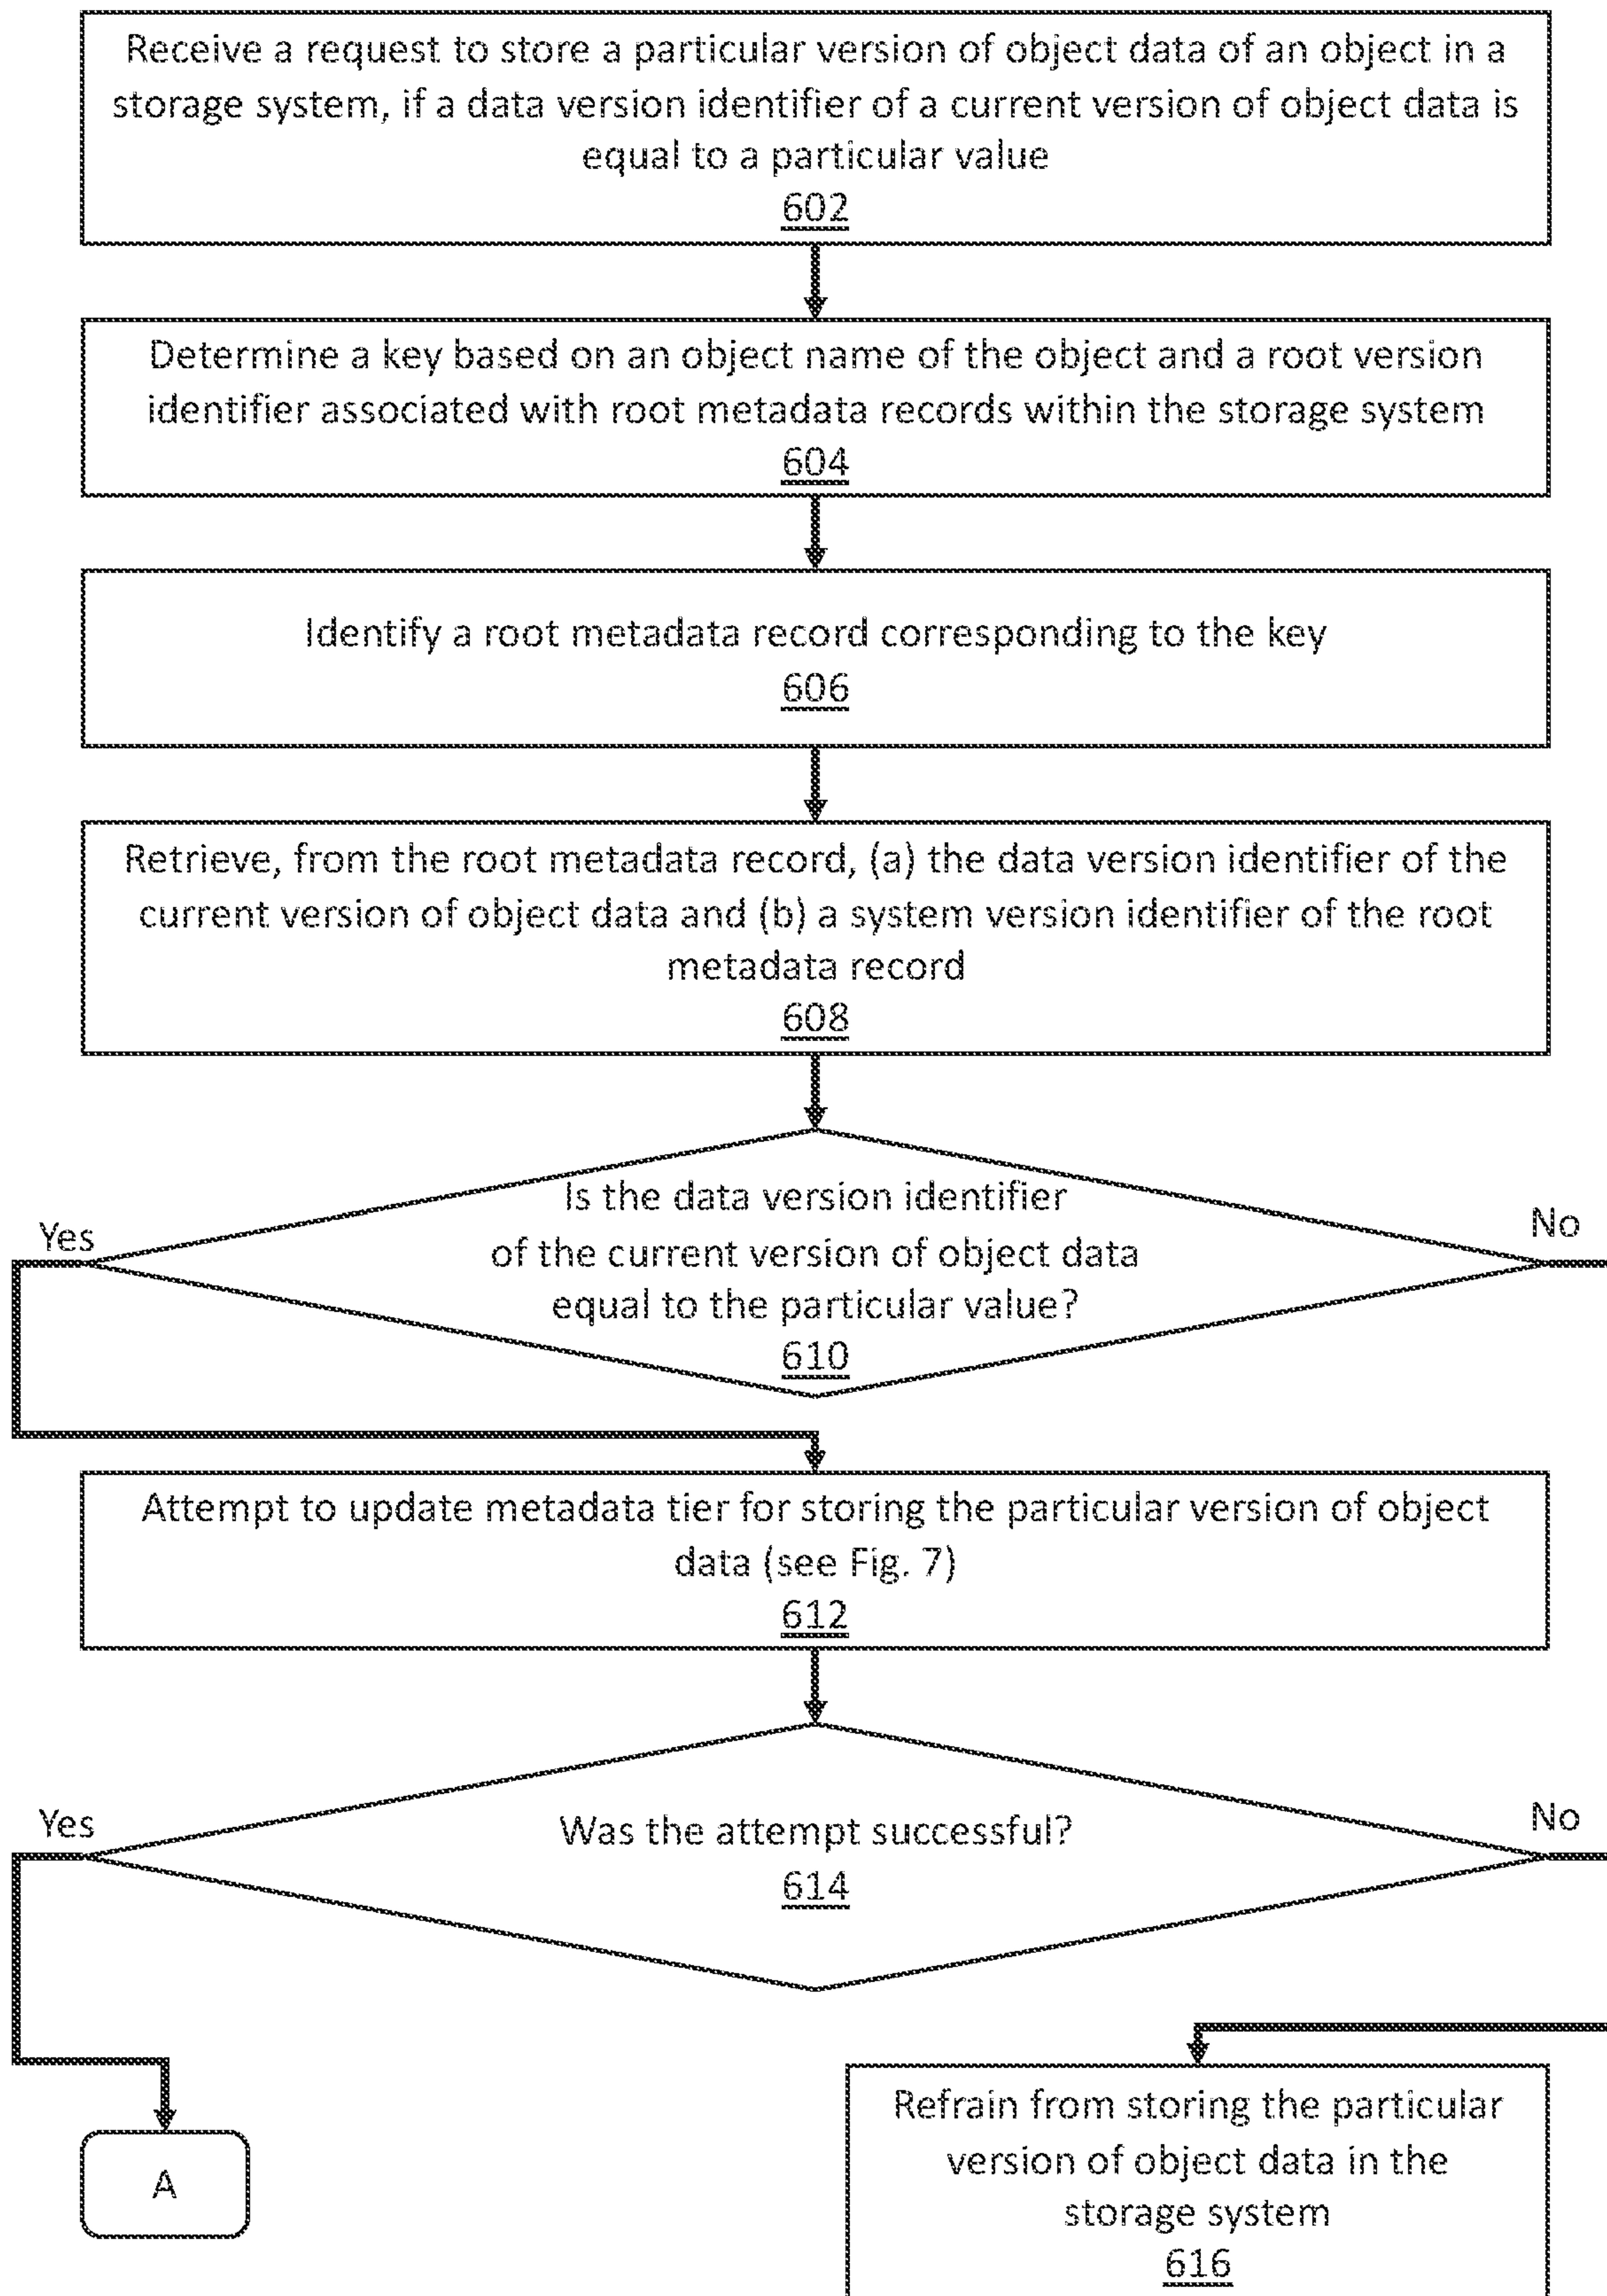 Receive a request to store a particular version of object data of an object in a
storage system, if a data version identifier of a current version of object data is
equal to a particular value
602
Determine a key based on an object name of the object and a root version
identifier associated with root metadata records within the storage system
604
Identify a root metadata record corresponding to the key
606
Retrieve, from the root metadata record, (a) the data version identifier of the
current version of object data and (b) a system version identifier of the root
metadata record
608
Is the data version identifier
Yes
No
of the current version of object data
equal to the particular value?
610
Attempt to update metadata tier for storing the particular version of object
data (see Fig. 7)
612
Yes
No
Was the attempt successful?
614
Refrain from storing the particular
version of object data in the
A
storage system
616